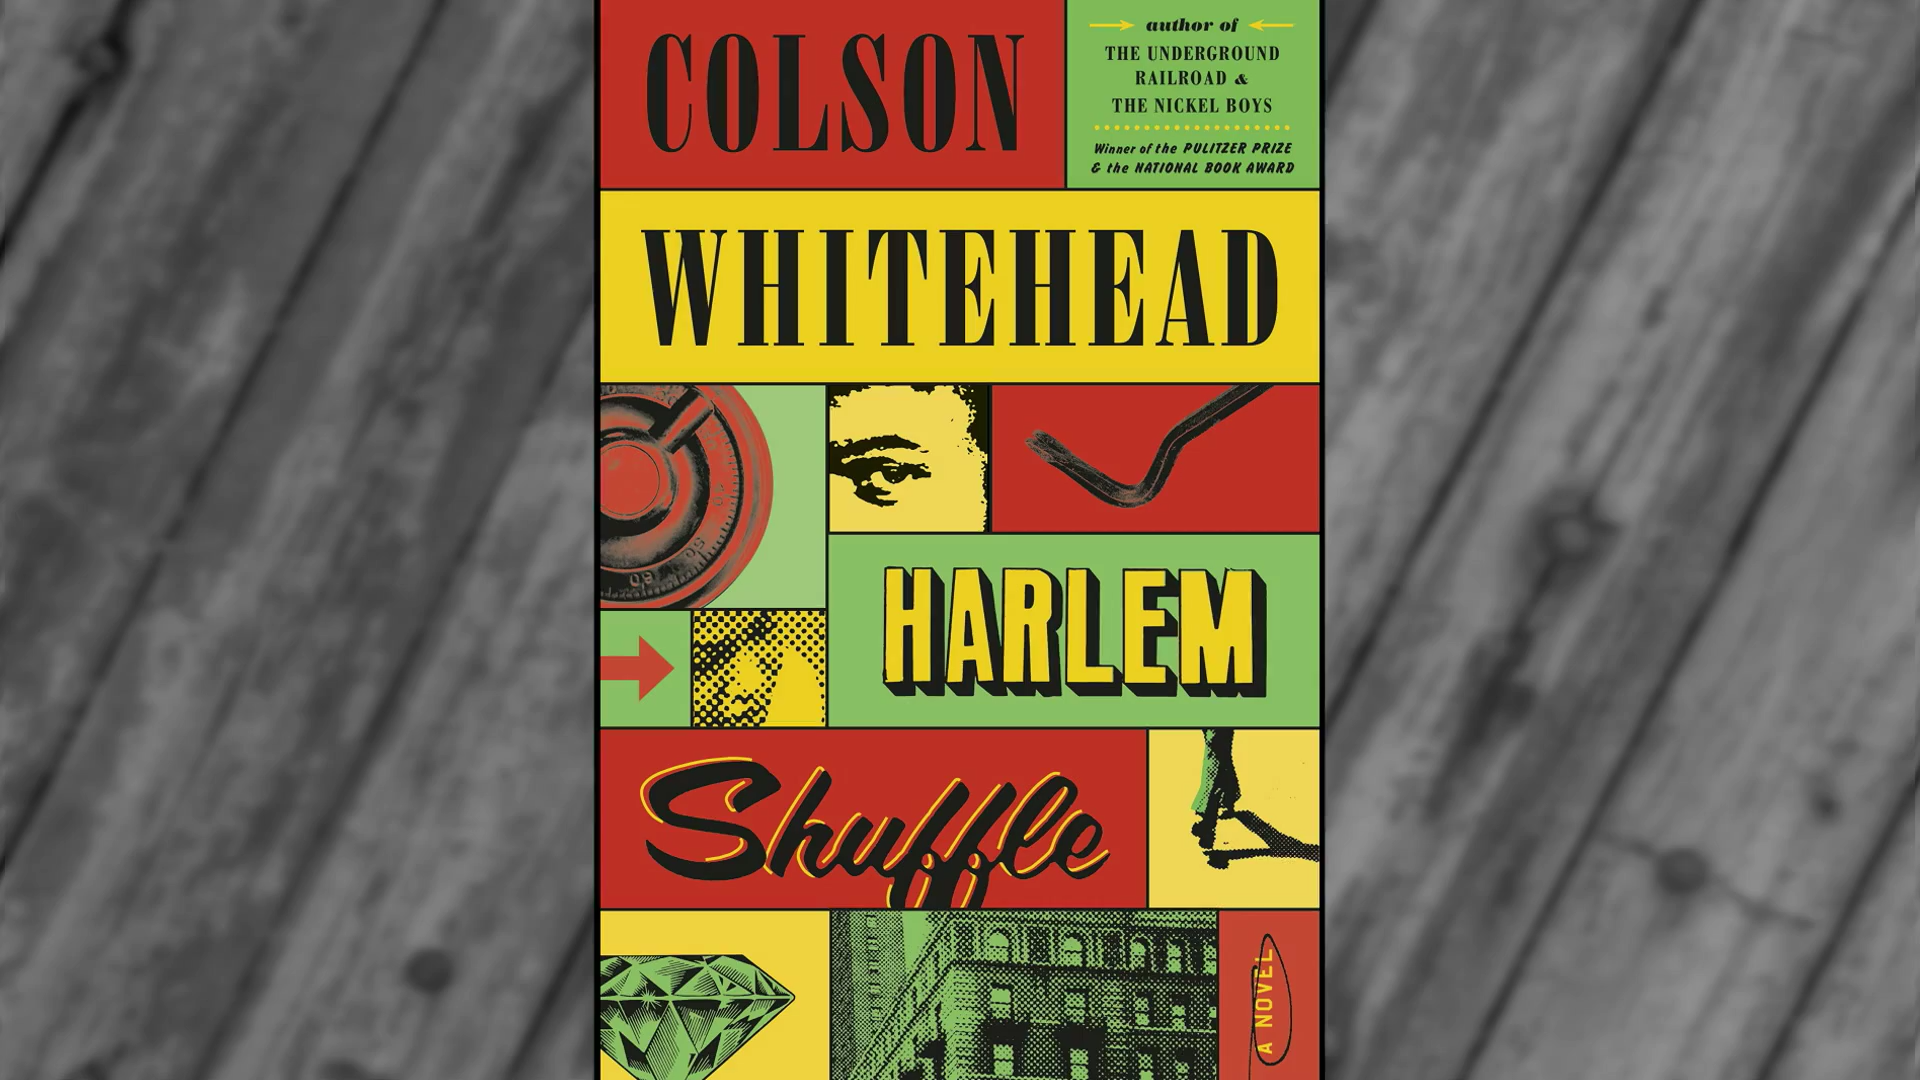 COLSON
author of
THE UNDERGROUND
RAILROAD &
THE NICKEL BOYS
Winner of the PULITZER PRIZE
& the NATIONAL BOOK AWARD
WHITEHEAD
HARLEM
Shuffle
A NOVEL